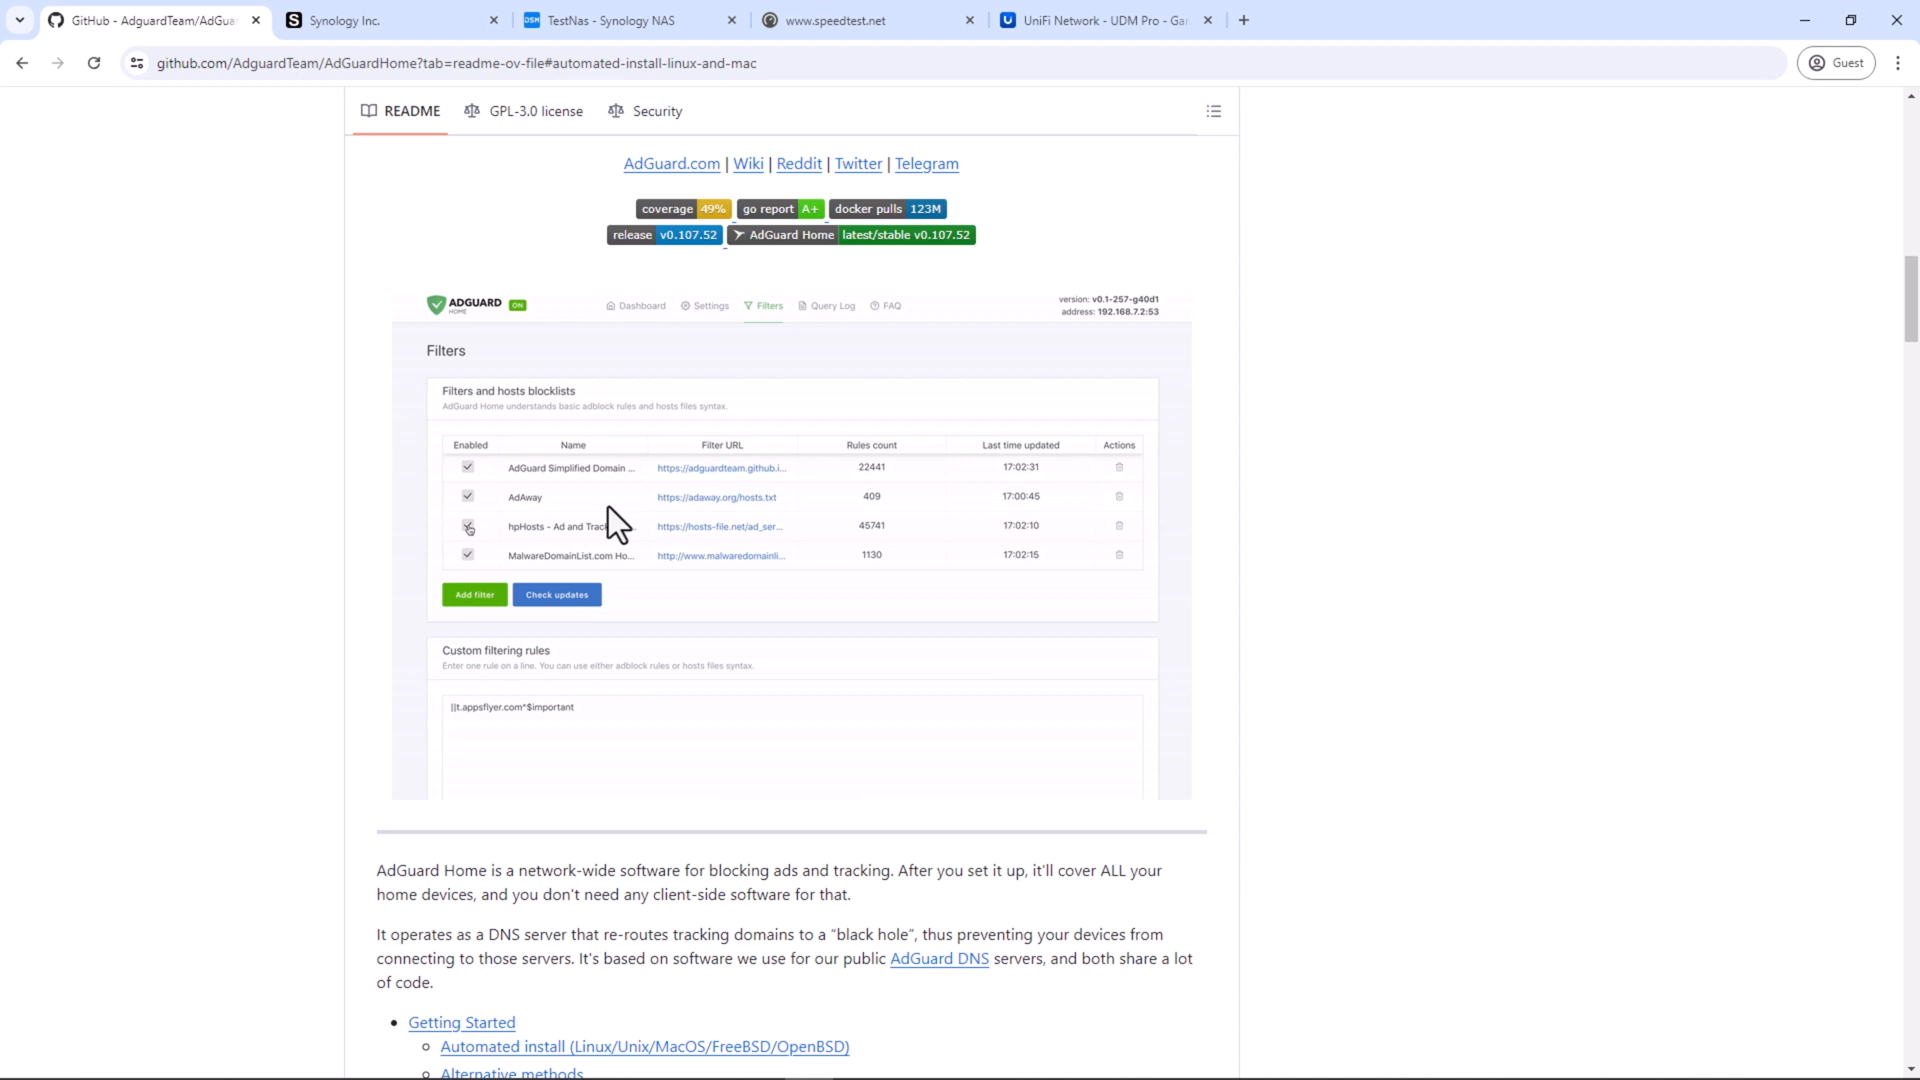 GitHub - AdguardTeam/AdGua
Synology Inc.
DSM TestNas - Synology NAS
www.speedtest.net
UniFi Network - UDM Pro - Ga
github.com/AdguardTeam/AdGuardHome?tab=readme-ov-file#automated-install-linux-and-mac
Guest
README
GPL-3.0 license
Security
AdGuard.com | Wiki | Reddit | Twitter | Telegram
coverage 49% go report A+ docker pulls 123M
release v0.107.52 AdGuard Home latest/stable v0.107.52
ADGUARD HOME ON
Dashboard Settings Filters Query Log FAQ
version: v0.1-257-g40d1
address: 192.168.7.2:53
Filters
Filters and hosts blocklists
AdGuard Home understands basic adblock rules and hosts files syntax.
Enabled Name Filter URL Rules count Last time updated Actions
AdGuard Simplified Domain ... https://adguardteam.github.i... 22441 17:02:31
AdAway https://adaway.org/hosts.txt 409 17:00:45
hpHosts - Ad and Trac https://hosts-file.net/ad_ser... 45741 17:02:10
MalwareDomainList.com Ho... http://www.malwaredomainli... 1130 17:02:15
Add filter Check updates
Custom filtering rules
Enter one rule on a line. You can use either adblock rules or hosts files syntax.
||t.appsflyer.com^$important
AdGuard Home is a network-wide software for blocking ads and tracking. After you set it up, it'll cover ALL your
home devices, and you don't need any client-side software for that.
It operates as a DNS server that re-routes tracking domains to a “black hole”, thus preventing your devices from
connecting to those servers. It's based on software we use for our public AdGuard DNS servers, and both share a lot
of code.
Getting Started
Automated install (Linux/Unix/MacOS/FreeBSD/OpenBSD)
Alternative methods